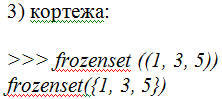 3) кортежа:
>>> frozenset ((1, 3, 5))
frozenset({1, 3, 5})